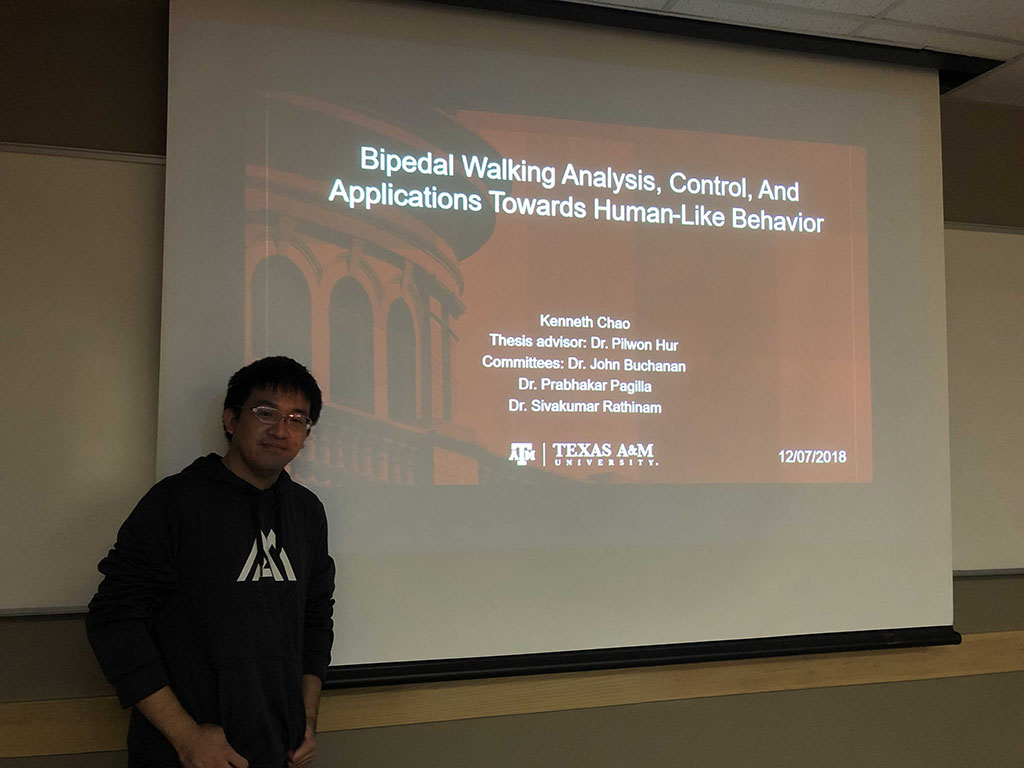 Bipedal Walking Analysis, Control, And
Applications Towards Human-Like Behavior
Kenneth Chao
Thesis advisor: Dr. Pilwon Hur
Committees: Dr. John Buchanan
Dr. Prabhakar Pagilla
Dr. Sivakumar Rathinam
ATM | TEXAS A&M
UNIVERSITY.
12/07/2018